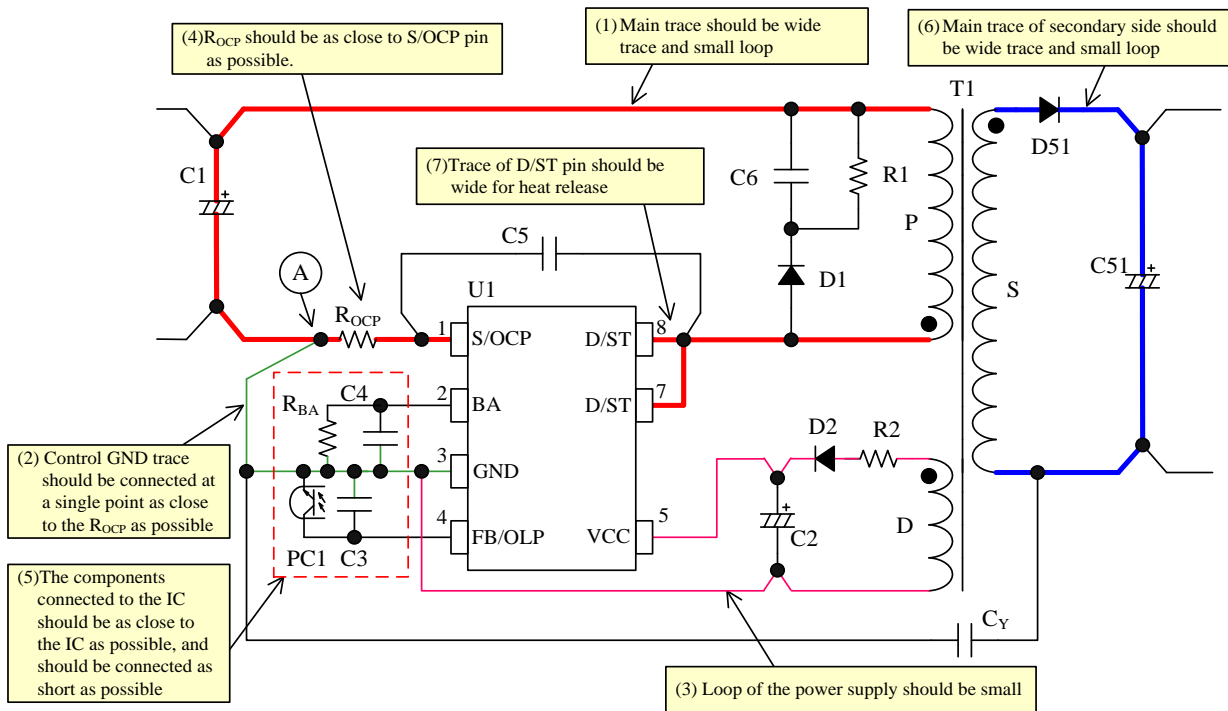 (1) Main trace should be wide
trace and small loop
(6) Main trace of secondary side should
be wide trace and small loop
(4) ROCP should be as close to S/OCP pin
as possible.
T1
D51
(7)Trace of D/ST pin should be
wide for heat release
C1
+
C6
R1
P
C5
S
C51
+
A
D1
U1
ROCP
1
S/OCP
D/ST
8
C4
RBA
2
BA
D/ST
7
D2
R2
(2) Control GND trace
should be connected at
a single point as close
to the ROCP as possible
3
GND
4
FB/OLP
VCC
5
+
C2
D
PC1
C3
(5)The components
connected to the IC
should be as close to
the IC as possible, and
should be connected as
short as possible
CY
(3) Loop of the power supply should be small